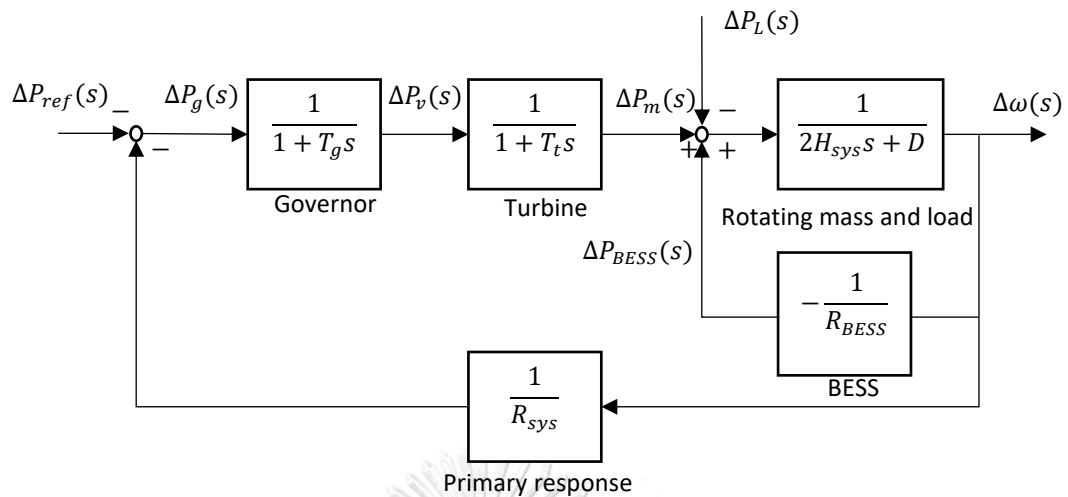 ΔP_L(s)
ΔP_ref(s) − ΔP_g(s) 1 / (1 + T_g s) ΔP_v(s) 1 / (1 + T_t s) ΔP_m(s) − 1 / (2H_sys s + D) Δω(s)
− + +
Governor Turbine Rotating mass and load
ΔP_BESS(s) − 1 / R_BESS
BESS
1 / R_sys
Primary response